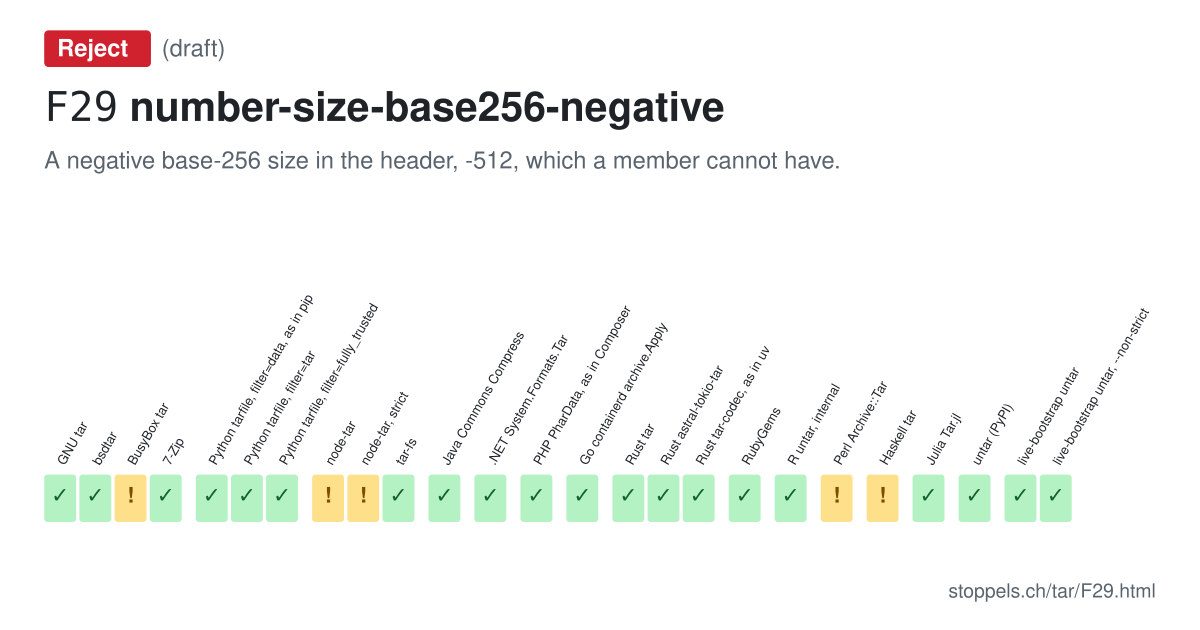 Reject (draft)
F29 number-size-base256-negative
A negative base-256 size in the header, -512, which a member cannot have.
GNU tar
bsdtar
BusyBox tar
7-Zip
Python tarfile, filter=data, as in pip
Python tarfile, filter=tar
Python tarfile, filter=fully_trusted
node-tar
node-tar, strict
tar-fs
Java Commons Compress
.NET System.Formats.Tar
PHP PharData, as in Composer
Go containerd archive.Apply
Rust tar
Rust astral-tokio-tar
Rust tar-codec, as in uv
RubyGems
R untar, internal
Perl Archive::Tar
Haskell tar
Julia Tar.jl
untar (PyPI)
live-bootstrap untar
live-bootstrap untar, --non-strict
✓ ✓ ! ✓ ✓ ✓ ✓ ! ! ✓ ✓ ✓ ✓ ✓ ✓ ✓ ✓ ✓ ✓ ! ! ✓ ✓ ✓ ✓
stoppels.ch/tar/F29.html